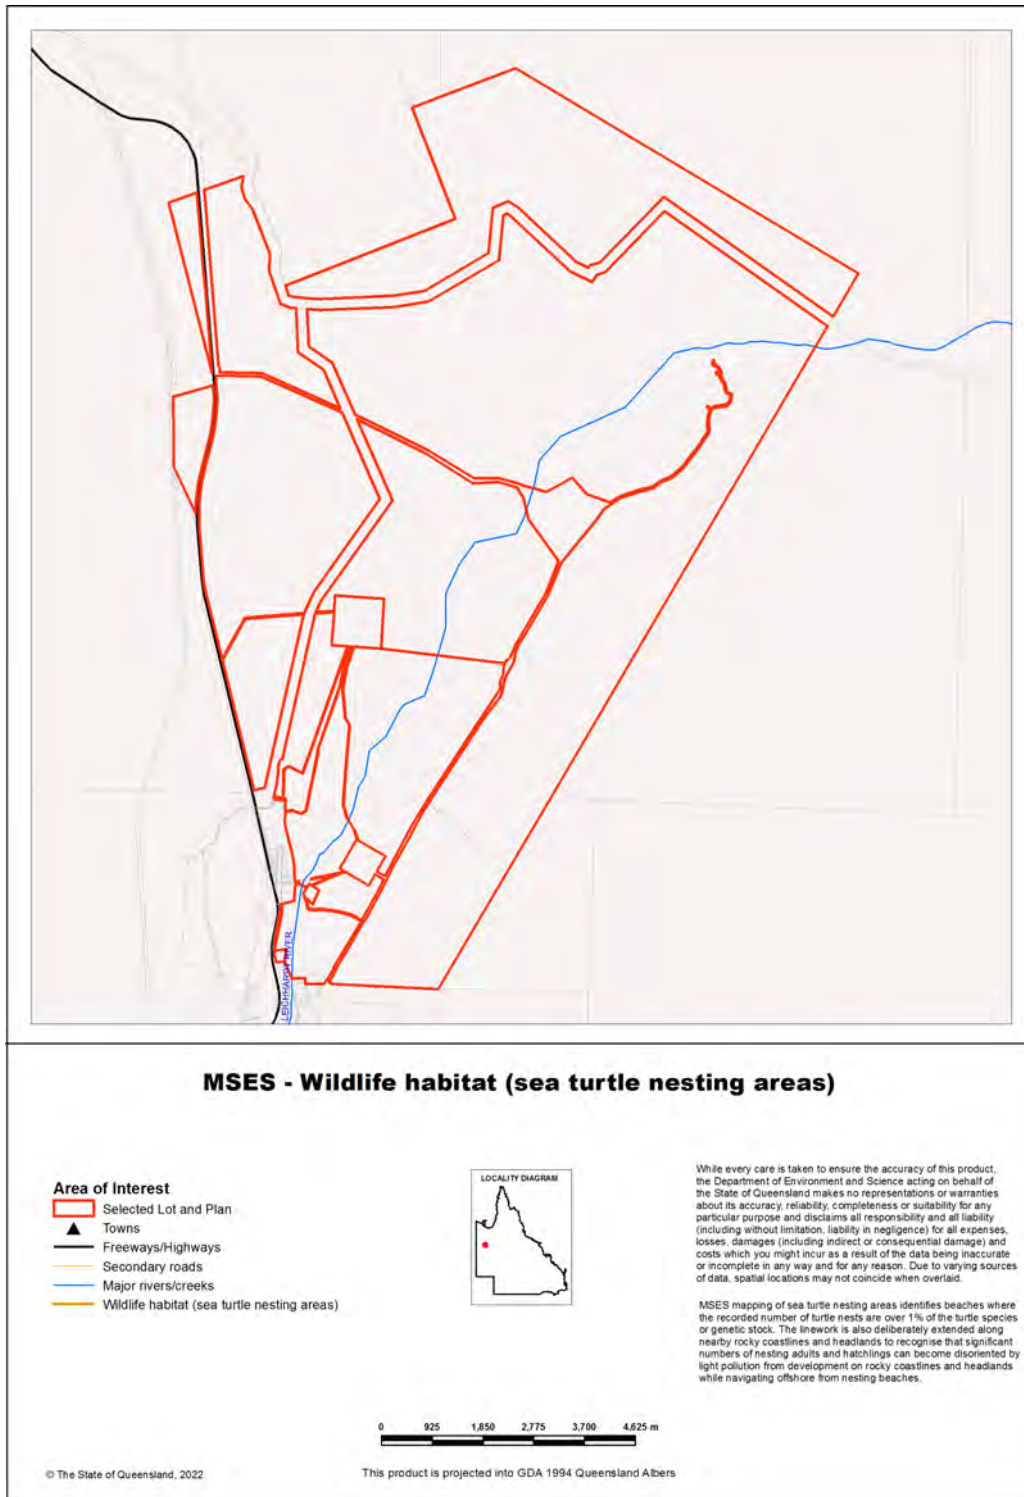 LEICHHARDT RIVER
MSES - Wildlife habitat (sea turtle nesting areas)
Area of Interest
Selected Lot and Plan
Towns
Freeways/Highways
Secondary roads
Major rivers/creeks
Wildlife habitat (sea turtle nesting areas)
LOCALITY DIAGRAM
While every care is taken to ensure the accuracy of this product,
the Department of Environment and Science acting on behalf of
the State of Queensland makes no representations or warranties
about its accuracy, reliability, completeness or suitability for any
particular purpose and disclaims all responsibility and all liability
(including without limitation, liability in negligence) for all expenses,
losses, damages (including indirect or consequential damage) and
costs which you might incur as a result of the data being inaccurate
or incomplete in any way and for any reason. Due to varying sources
of data, spatial locations may not coincide when overlaid.
MSES mapping of sea turtle nesting areas identifies beaches where
the recorded number of turtle nests are over 1% of the turtle species
or genetic stock. The linework is also deliberately extended along
nearby rocky coastlines and headlands to recognise that significant
numbers of nesting adults and hatchlings can become disoriented by
light pollution from development on rocky coastlines and headlands
while navigating offshore from nesting beaches.
0 925 1,850 2,775 3,700 4,625 m
© The State of Queensland, 2022
This product is projected into GDA 1994 Queensland Albers